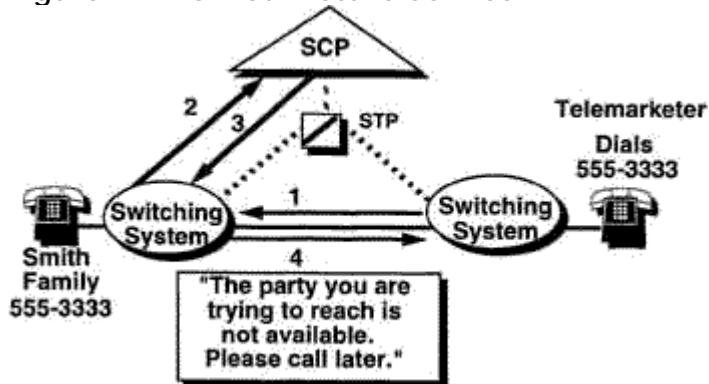 SCP
2
3
STP
Telemarketer
Dials
555-3333
1
Switching
System
Switching
System
4
Smith
Family
555-3333
"The party you are
trying to reach is
not available.
Please call later."